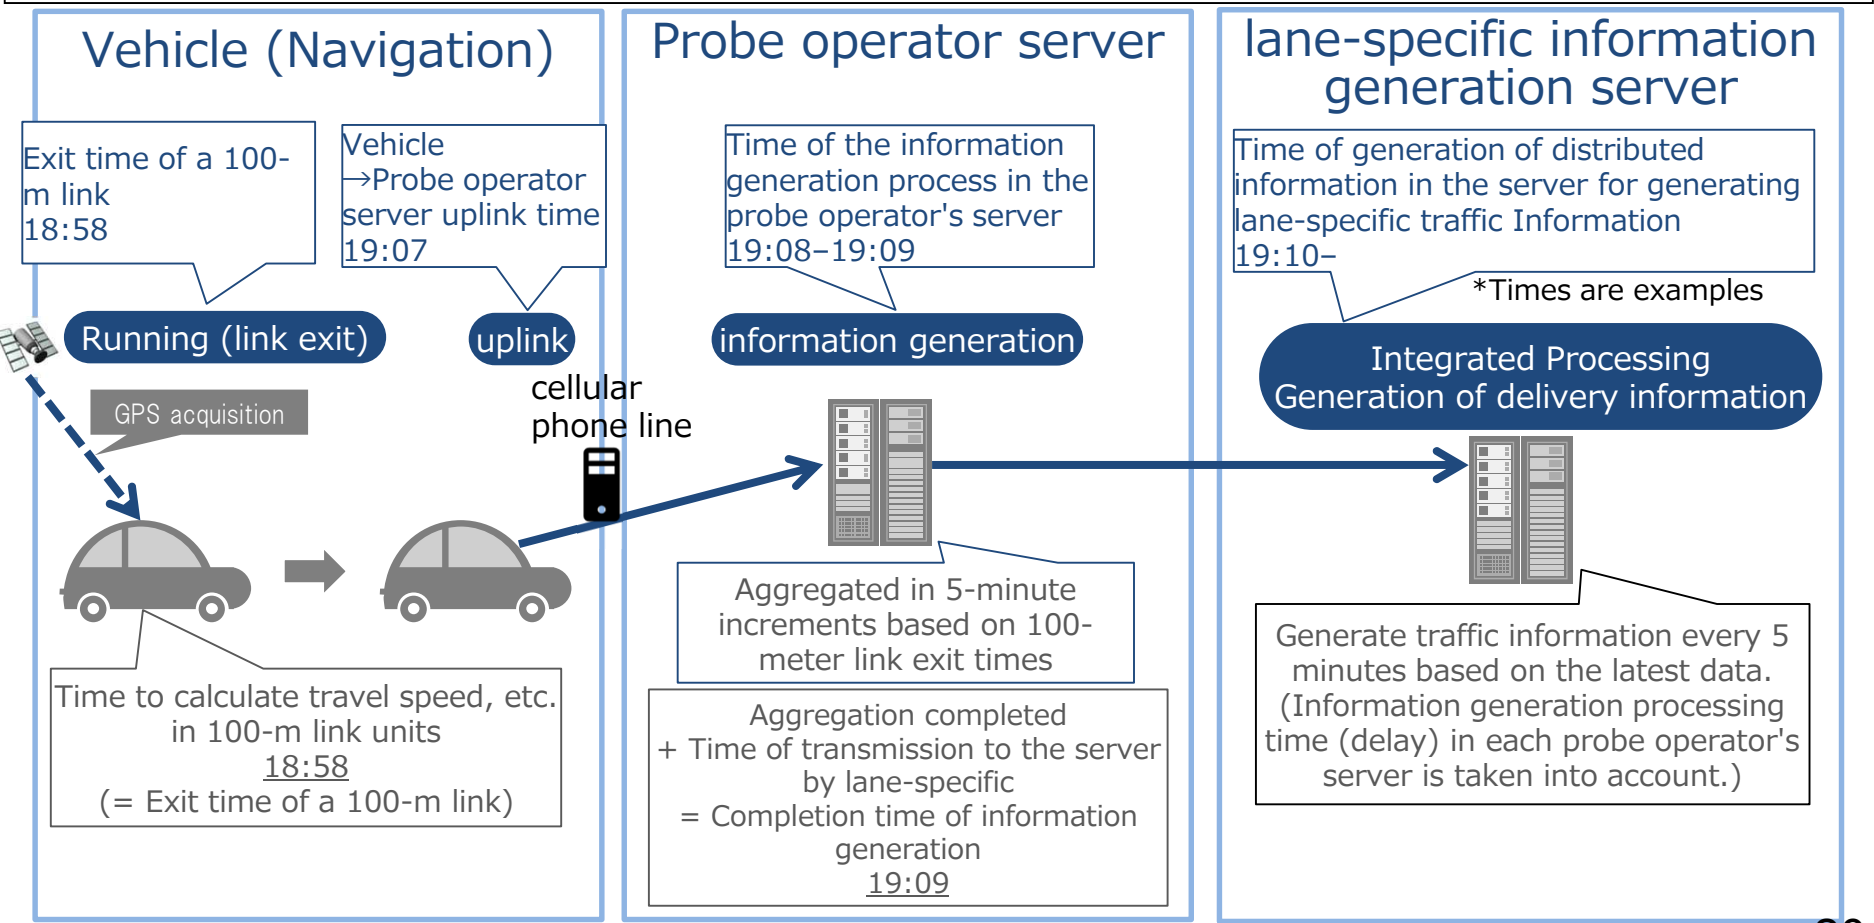 Vehicle (Navigation)
Exit time of a 100-
m link
18:58
Vehicle
→Probe operator
server uplink time
19:07
Running (link exit)
uplink
GPS acquisition
cellular
phone line
Time to calculate travel speed, etc.
in 100-m link units
18:58
(= Exit time of a 100-m link)
Probe operator server
Time of the information
generation process in the
probe operator's server
19:08–19:09
information generation
Aggregated in 5-minute
increments based on 100-
meter link exit times
Aggregation completed
+ Time of transmission to the server
by lane-specific
= Completion time of information
generation
19:09
lane-specific information
generation server
Time of generation of distributed
information in the server for generating
lane-specific traffic Information
19:10–
*Times are examples
Integrated Processing
Generation of delivery information
Generate traffic information every 5
minutes based on the latest data.
(Information generation processing
time (delay) in each probe operator's
server is taken into account.)